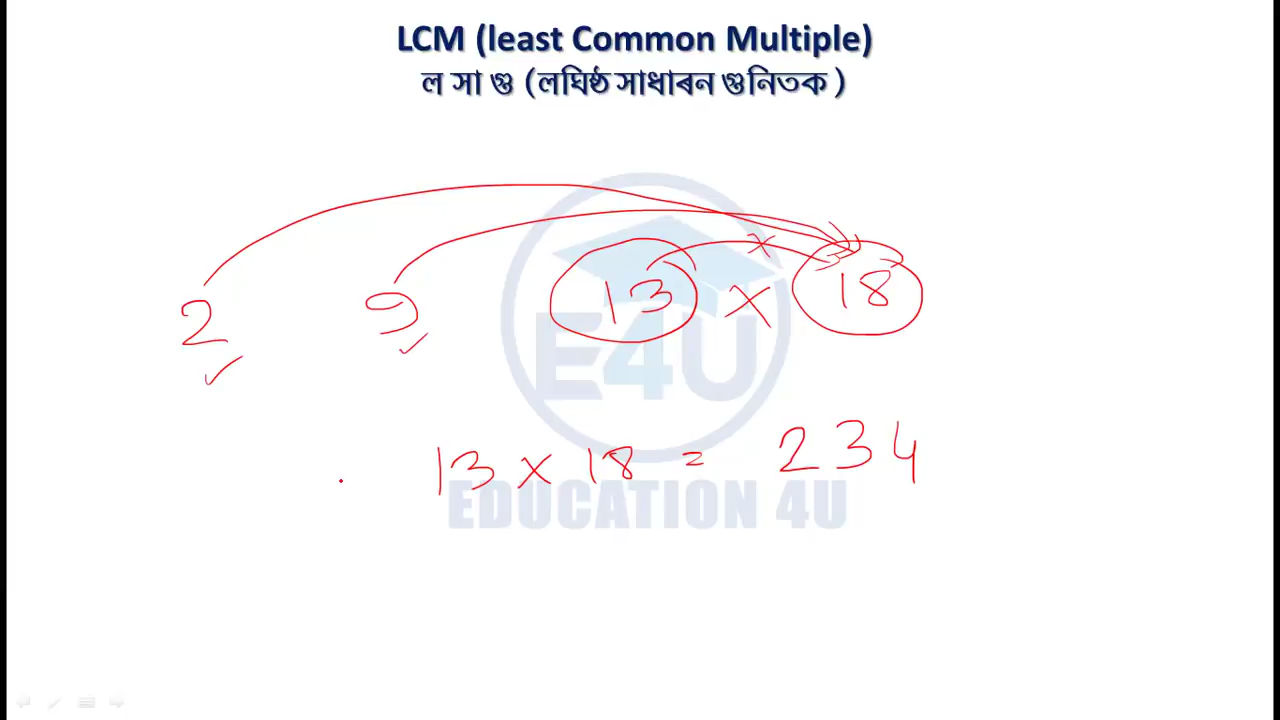 LCM (least Common Multiple)
ল সা গু (লঘিষ্ঠ সাধাৰন গুনিতক )
2 9 13 x 18
E4U
13 x 18 = 234
EDUCATION 4U